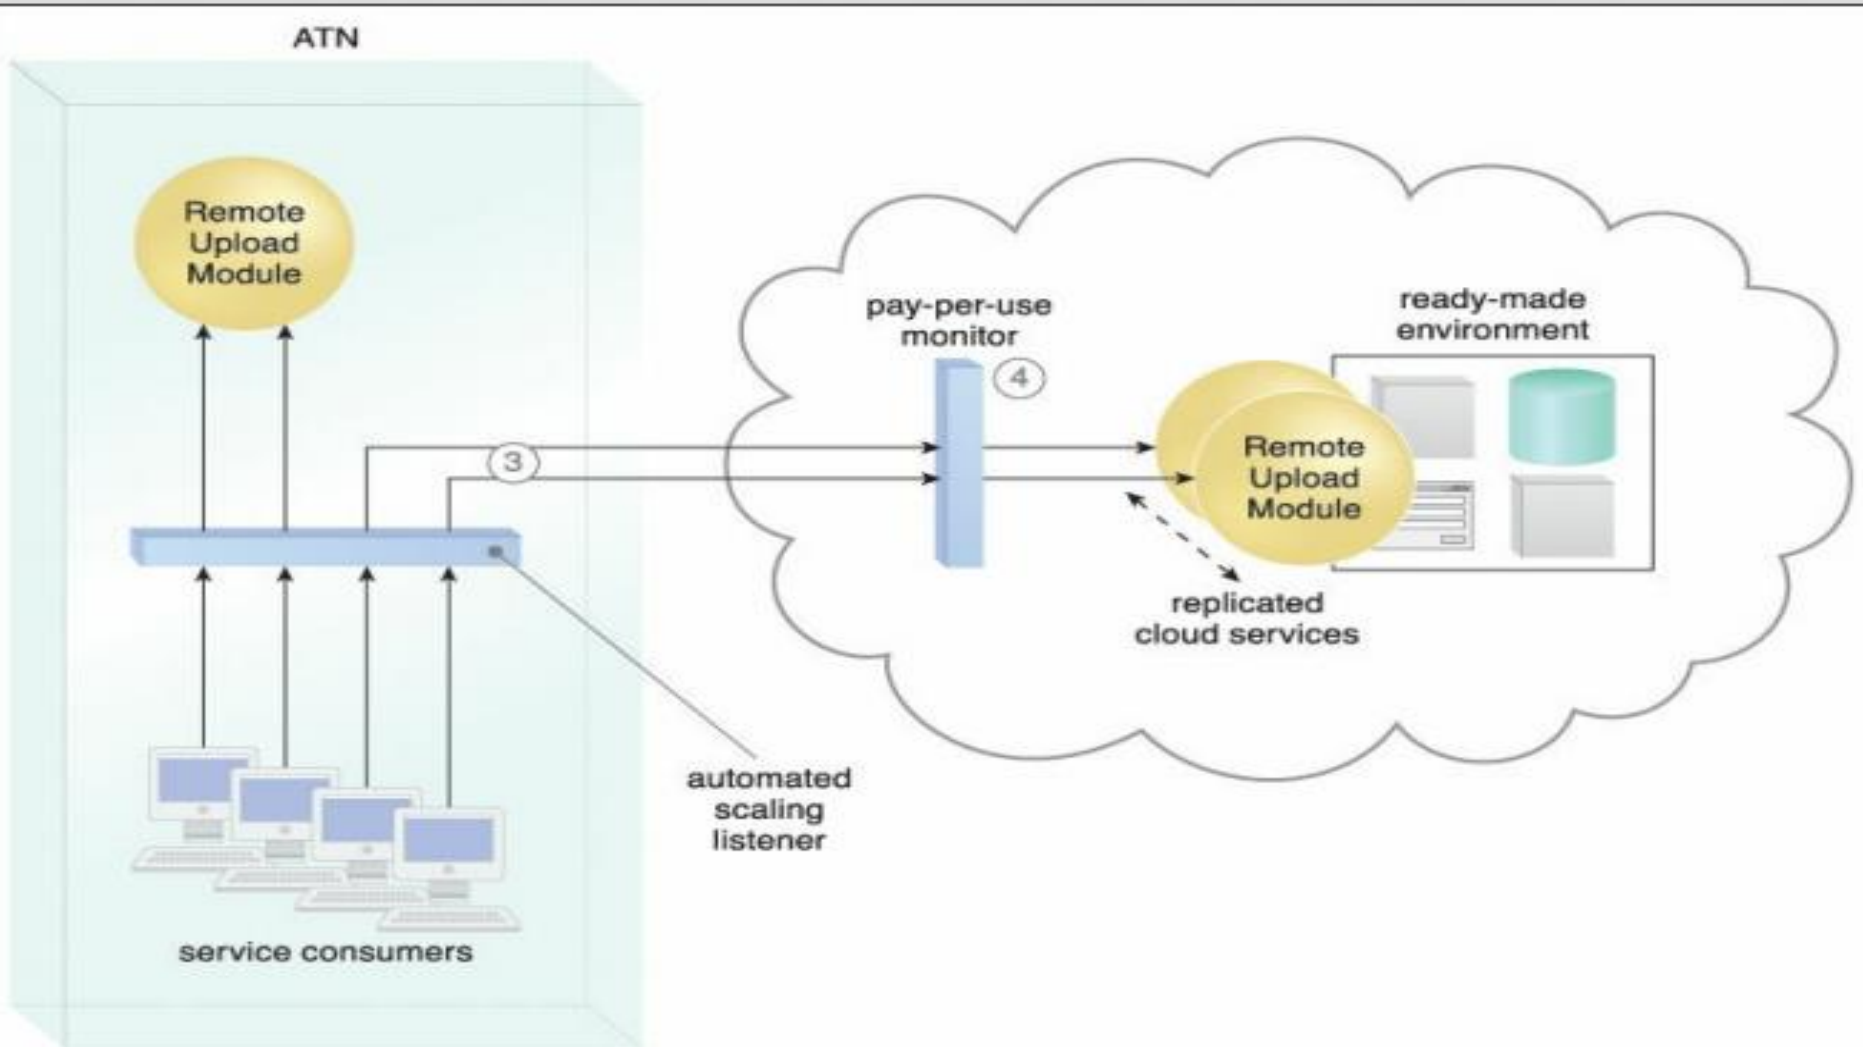 ATN
Remote
Upload
Module
pay-per-use
monitor
4
ready-made
environment
3
Remote
Upload
Module
replicated
cloud services
automated
scaling
listener
service consumers